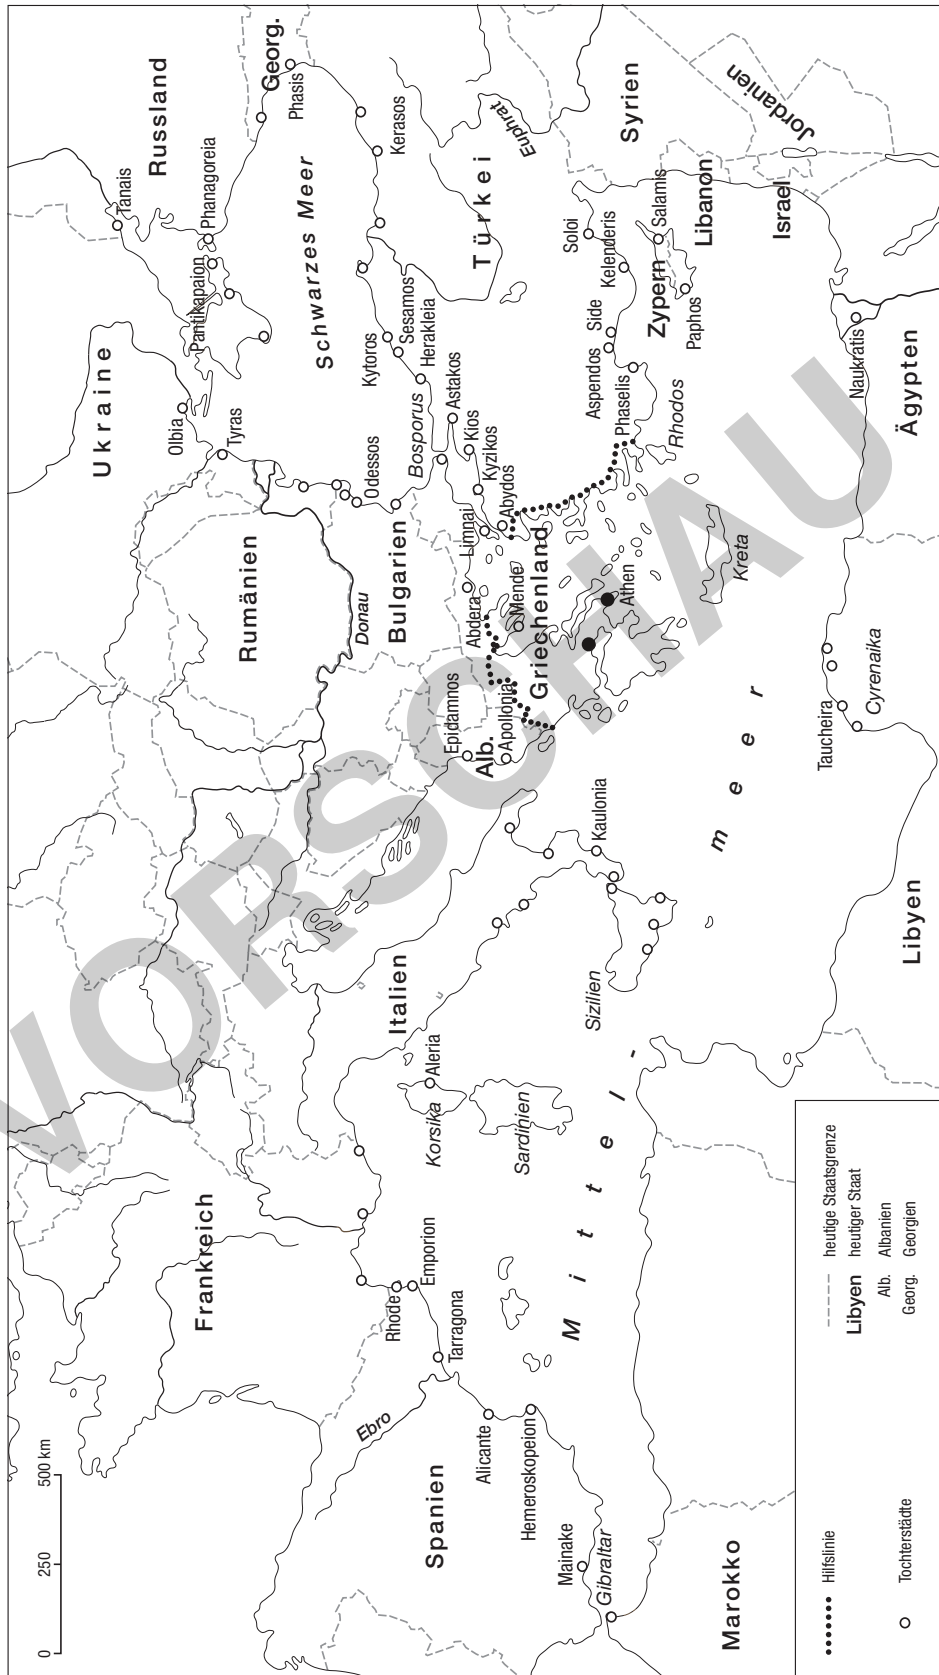 Ukraine
Russland
Georg.
Tanais
Phanagoreia
Pantikapaion
Phasis
Olbia
Tyras
Schwarzes Meer
Rumänien
Donau
Odessos
Bulgarien
Bosporus
Kytoros
Sesamos
Herakleia
Kerasos
Türkei
Euphrat
Astakos
Kios
Kyzikos
Abydos
Limnai
Abdera
Mende
Griechenland
Athen
Epidamnos
Alb.
Apollonia
Syrien
Jordanien
Libanon
Israel
Soloi
Kelenderis
Side
Aspendos
Phaselis
Rhodos
Zypern
Salamis
Paphos
Kreta
Naukratis
Ägypten
Taucheira
Cyrenaika
Libyen
Kaulonia
Sizilien
Italien
Korsika
Aleria
Sardinien
Frankreich
Rhode
Emporion
Tarragona
Ebro
Alicante
Hemeroskopeion
Spanien
Mainake
Gibraltar
Marokko
Mittel-
meer
0 250 500 km
Hilfslinie
Tochterstädte
heutige Staatsgrenze
Libyen heutiger Staat
Alb. Albanien
Georg. Georgien
VORSCHAU